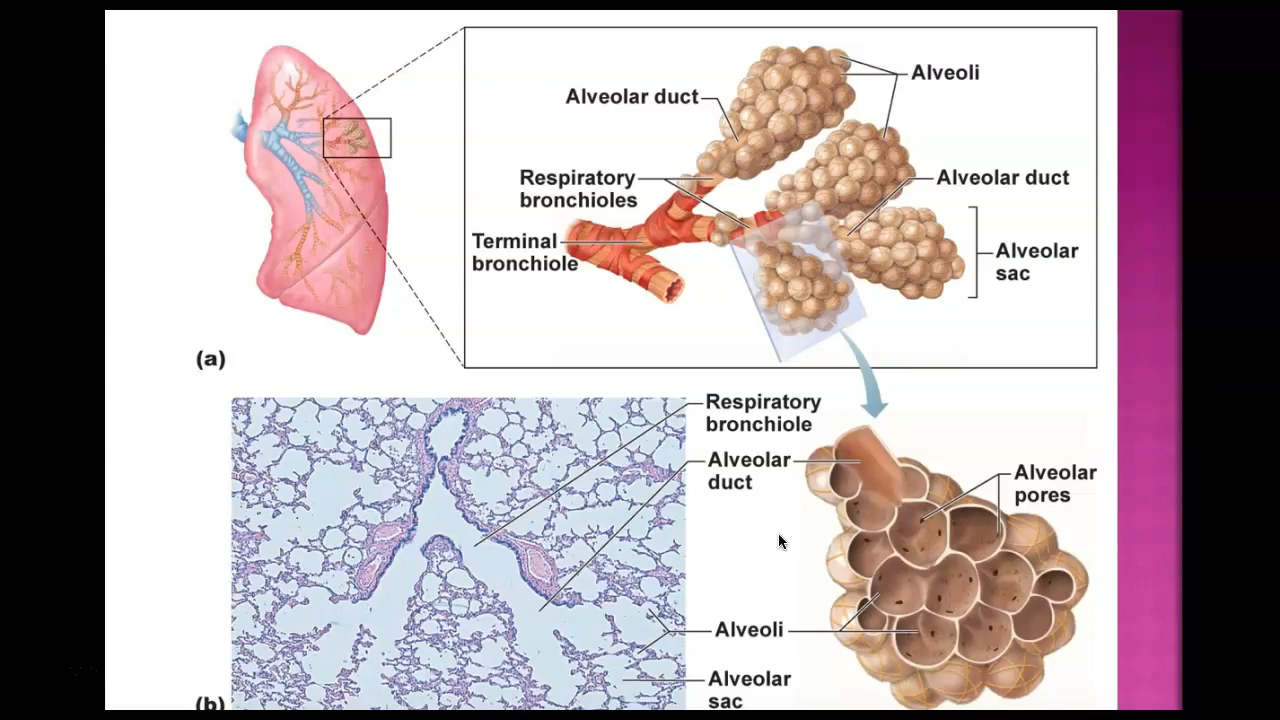 Alveoli
Alveolar duct
Respiratory
bronchioles
Alveolar duct
Terminal
bronchiole
Alveolar
sac
(a)
Respiratory
bronchiole
Alveolar
duct
Alveolar
pores
Alveoli
Alveolar
sac
(b)